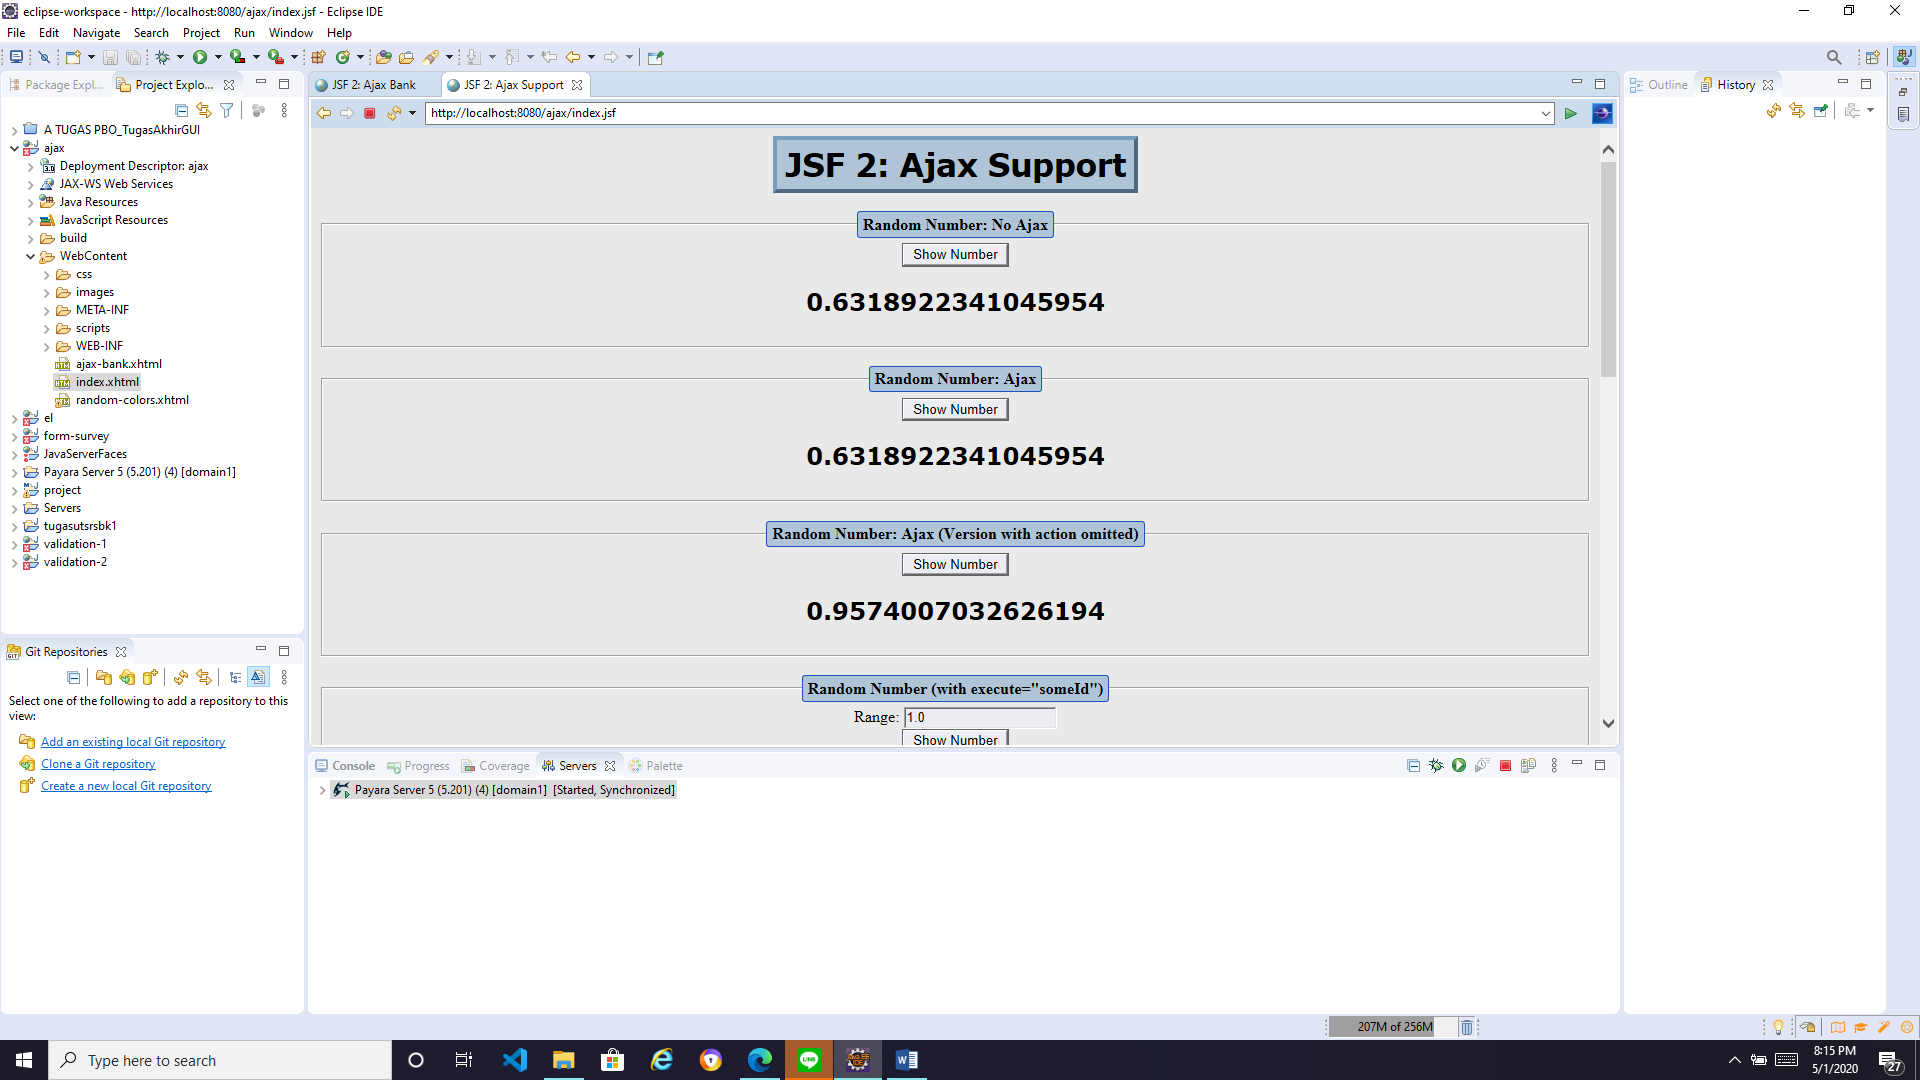 eclipse-workspace - http://localhost:8080/ajax/index.jsf - Eclipse IDE
File Edit Navigate Search Project Run Window Help
Package Expl...
Project Explo...
A TUGAS PBO_TugasAkhirGUI
ajax
Deployment Descriptor: ajax
JAX-WS Web Services
Java Resources
JavaScript Resources
build
WebContent
css
images
META-INF
scripts
WEB-INF
ajax-bank.xhtml
index.xhtml
random-colors.xhtml
el
form-survey
JavaServerFaces
Payara Server 5 (5.201) (4) [domain1]
project
Servers
tugasutsrsbk1
validation-1
validation-2
Git Repositories
Select one of the following to add a repository to this
view:
Add an existing local Git repository
Clone a Git repository
Create a new local Git repository
JSF 2: Ajax Bank
JSF 2: Ajax Support
http://localhost:8080/ajax/index.jsf
JSF 2: Ajax Support
Random Number: No Ajax
Show Number
0.6318922341045954
Random Number: Ajax
Show Number
0.6318922341045954
Random Number: Ajax (Version with action omitted)
Show Number
0.9574007032626194
Random Number (with execute="someId")
Range: 1.0
Show Number
Console Progress Coverage Servers Palette
Payara Server 5 (5.201) (4) [domain1] [Started, Synchronized]
Outline History
207M of 256M
Type here to search
8:15 PM
5/1/2020
27